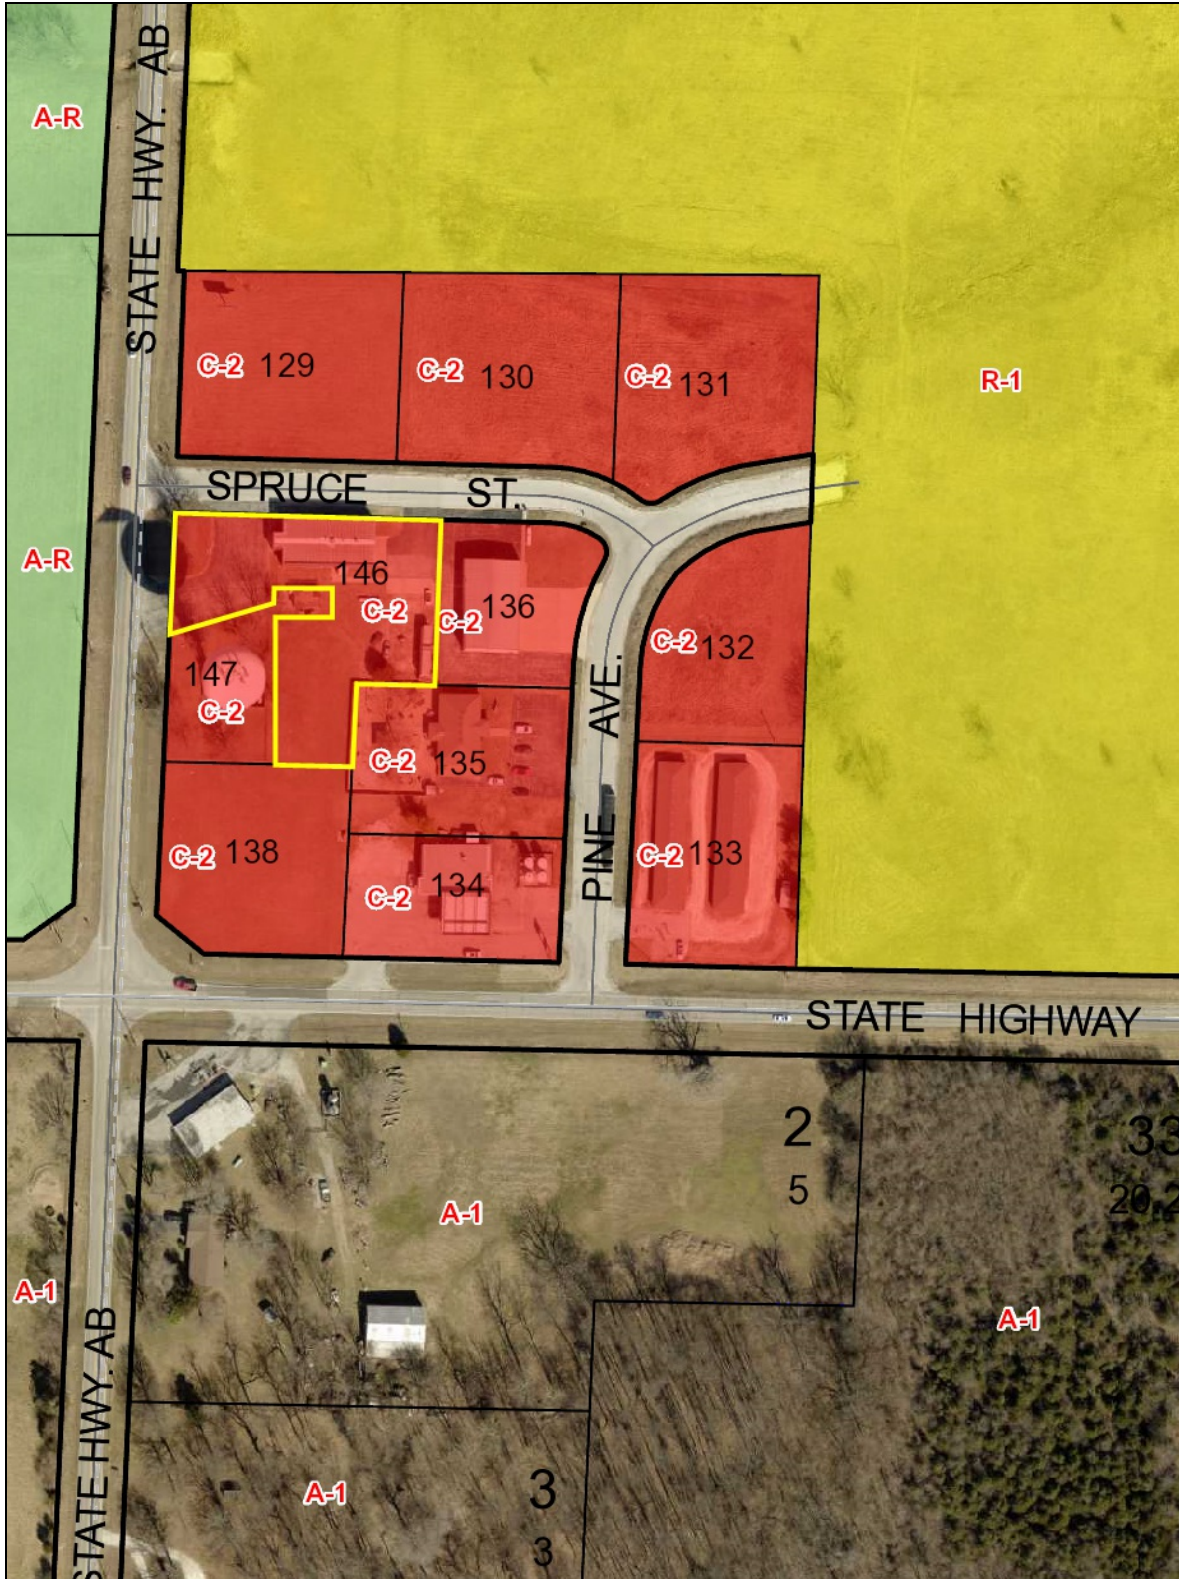 STATE HWY. AB
A-R
C-2 129
C-2 130
C-2 131
R-1
SPRUCE ST.
A-R
146
C-2
C-2 136
C-2 132
147
C-2
PINE AVE.
C-2 135
C-2 138
C-2 134
C-2 133
STATE HIGHWAY
2
5
33
A-1
A-1
A-1
STATE HWY. AB
A-1
3
3